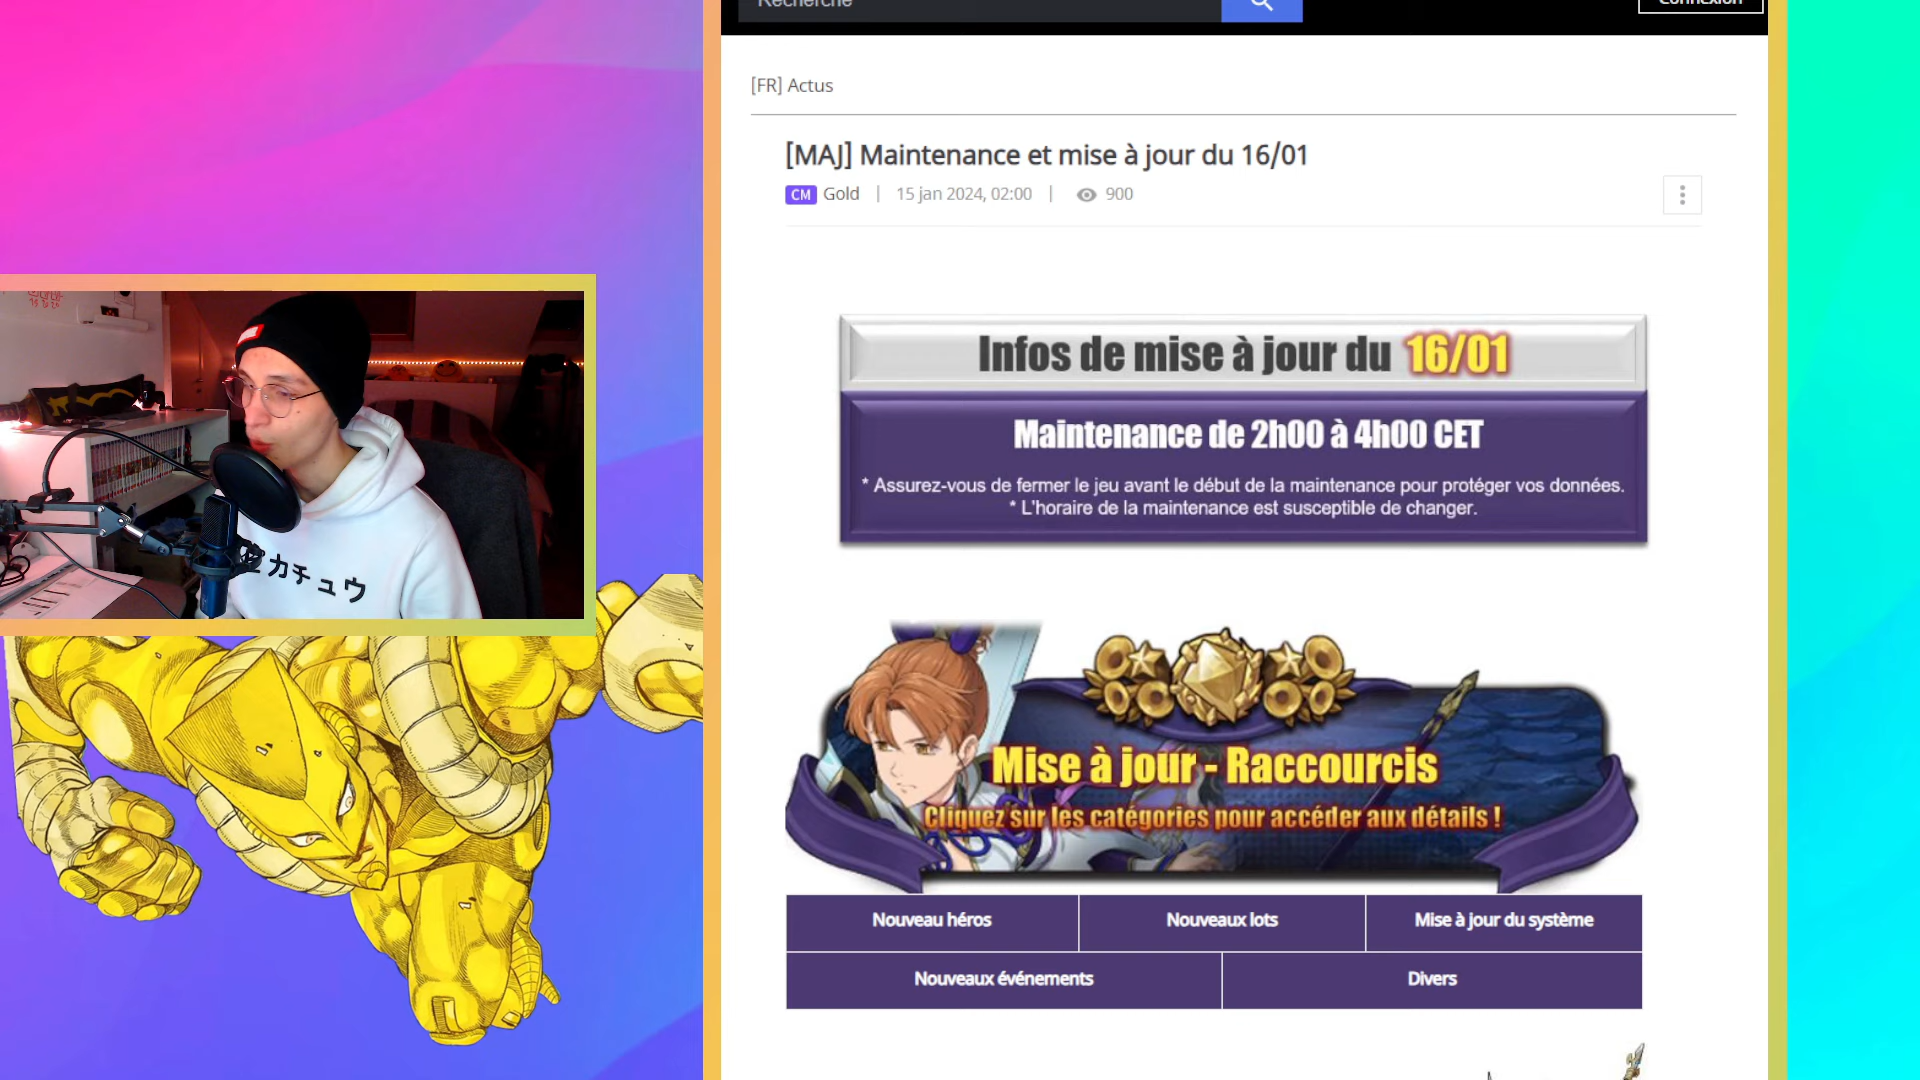 Recherche
Connexion
[FR] Actus
[MAJ] Maintenance et mise à jour du 16/01
CM Gold | 15 jan 2024, 02:00 | 900
Infos de mise à jour du 16/01
Maintenance de 2h00 à 4h00 CET
* Assurez-vous de fermer le jeu avant le début de la maintenance pour protéger vos données.
* L'horaire de la maintenance est susceptible de changer.
カチュウ
Mise à jour - Raccourcis
Cliquez sur les catégories pour accéder aux détails !
Nouveau héros
Nouveaux lots
Mise à jour du système
Nouveaux événements
Divers